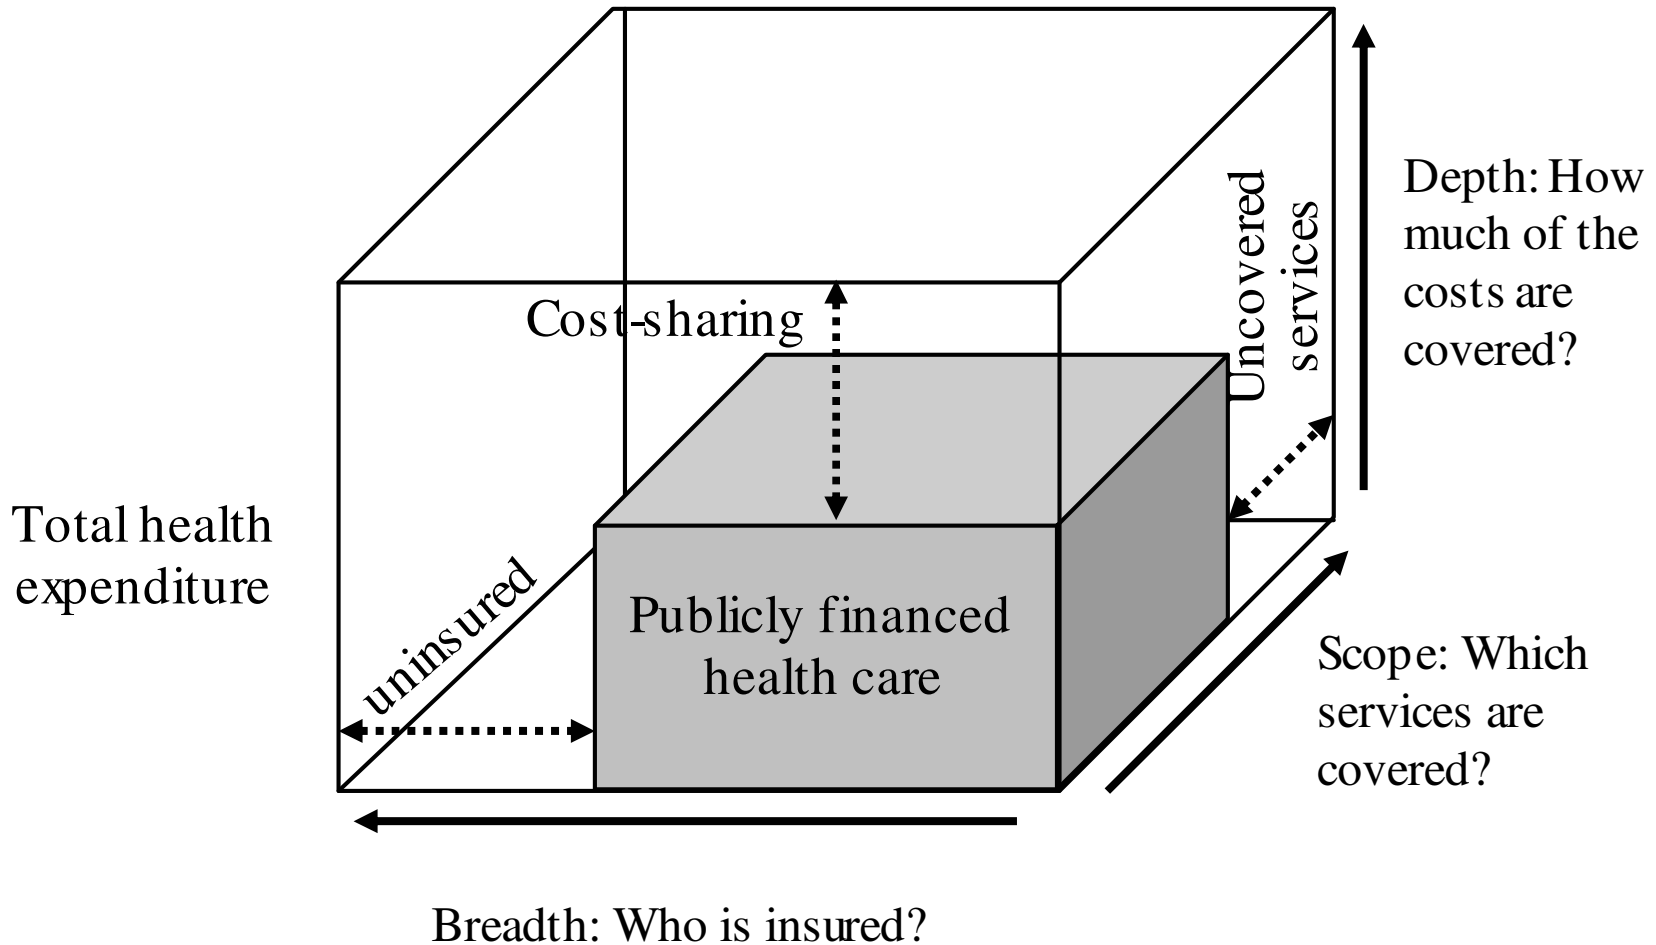 Cost-sharing
Uncovered
services
Depth: How
much of the
costs are
covered?
Total health
expenditure
uninsured
Publicly financed
health care
Scope: Which
services are
covered?
Breadth: Who is insured?